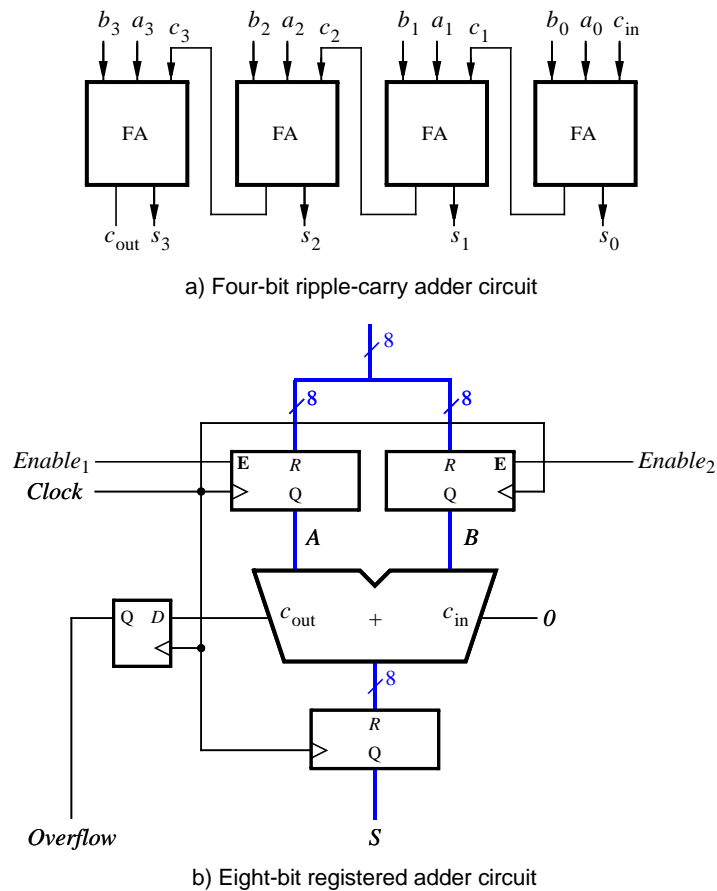 b3 a3 c3 b2 a2 c2 b1 a1 c1 b0 a0 cin
FA FA FA FA
cout s3 s2 s1 s0
a) Four-bit ripple-carry adder circuit
8
8 8
Enable1 E R R E Enable2
Clock Q Q
A B
Q D cout + cin 0
8
R
Q
Overflow S
b) Eight-bit registered adder circuit